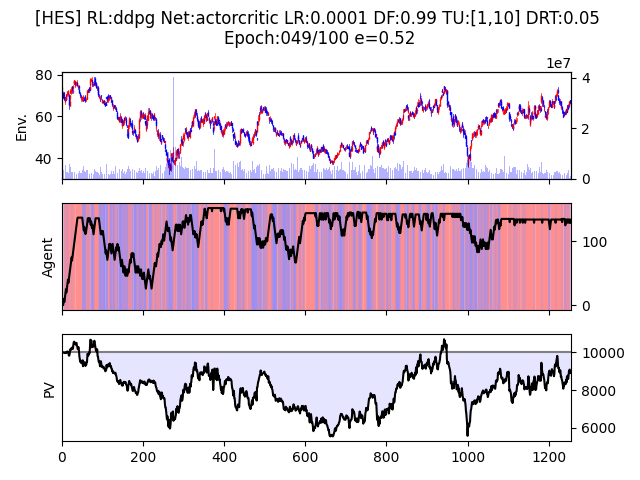 [HES] RL:ddpg Net:actorcritic LR:0.0001 DF:0.99 TU:[1,10] DRT:0.05
Epoch:049/100 e=0.52
1e7
80
60
40
Env.
4
2
0
Agent
100
0
PV
10000
8000
6000
0 200 400 600 800 1000 1200